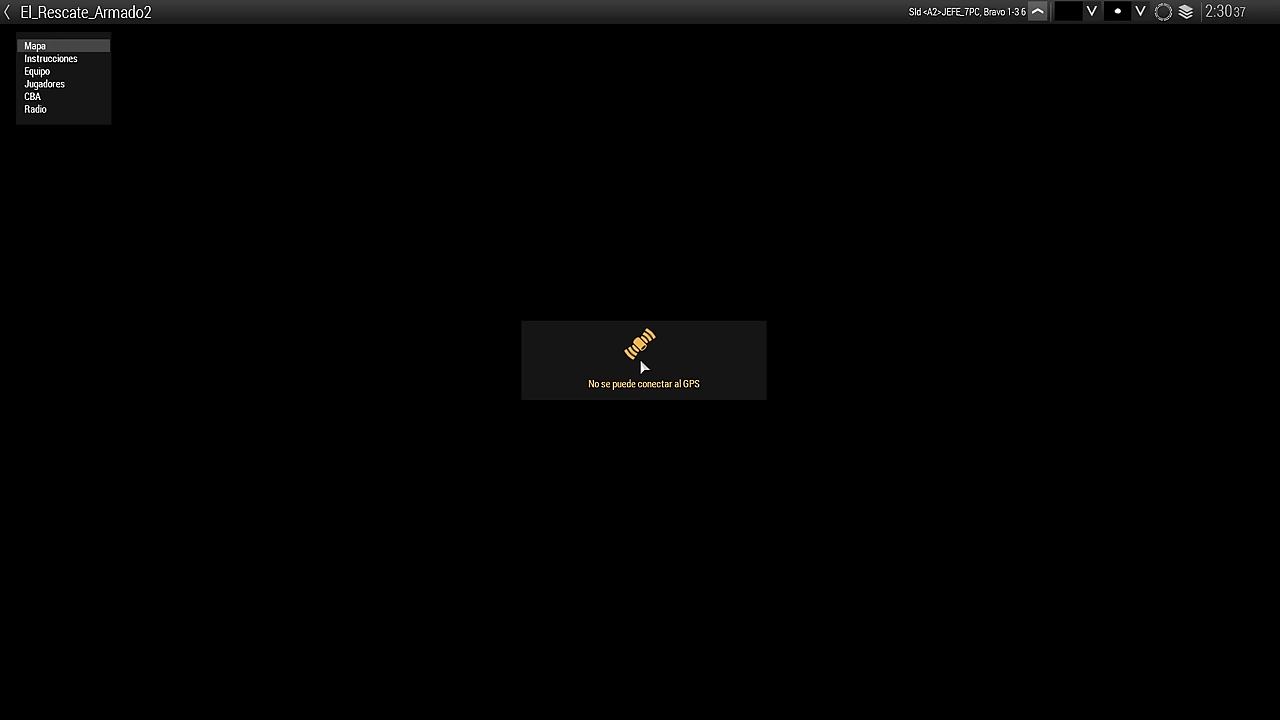 El_Rescate_Armado2
Sld <A2>JEFE_7PC, Bravo 1-3 6
2:30 37
Mapa
Instrucciones
Equipo
Jugadores
CBA
Radio
No se puede conectar al GPS